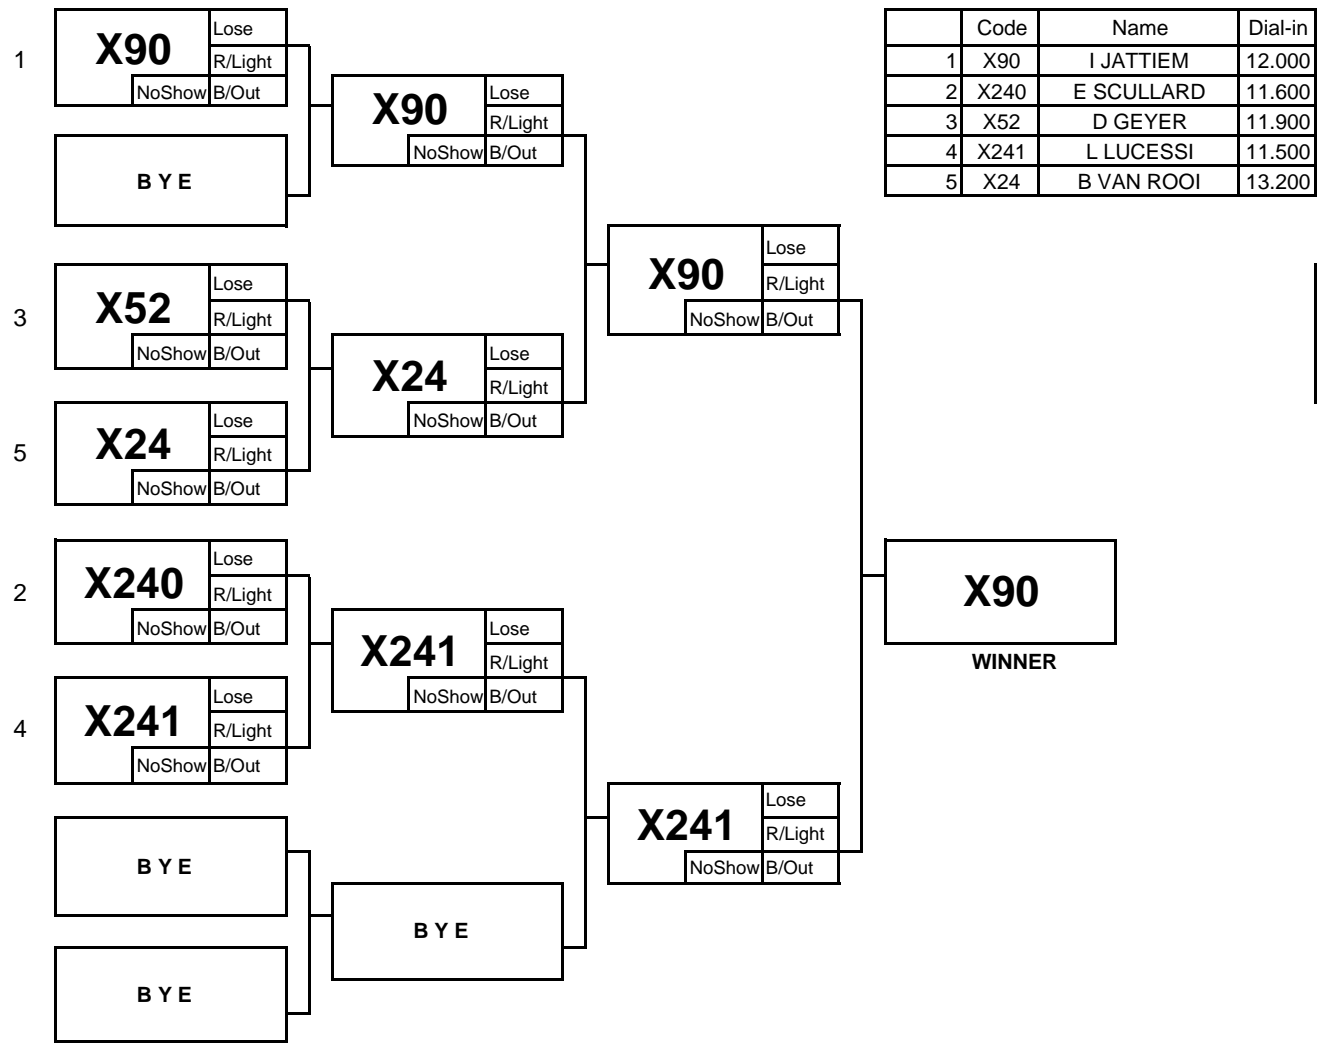 Code Name Dial-in
1 X90 I JATTIEM 12.000
2 X240 E SCULLARD 11.600
3 X52 D GEYER 11.900
4 X241 L LUCESSI 11.500
5 X24 B VAN ROOI 13.200
1 X90 Lose
R/Light
NoShow B/Out
B Y E
3 X52 Lose
R/Light
NoShow B/Out
5 X24 Lose
R/Light
NoShow B/Out
2 X240 Lose
R/Light
NoShow B/Out
4 X241 Lose
R/Light
NoShow B/Out
B Y E
B Y E
X90 Lose
R/Light
NoShow B/Out
X24 Lose
R/Light
NoShow B/Out
X241 Lose
R/Light
NoShow B/Out
B Y E
X90 Lose
R/Light
NoShow B/Out
X241 Lose
R/Light
NoShow B/Out
X90
WINNER